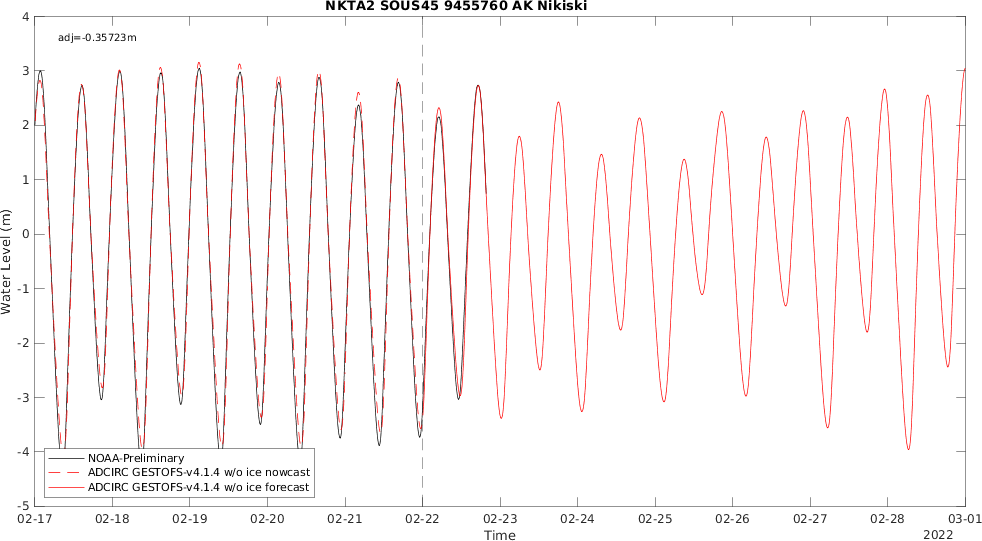 NKTA2 SOUS45 9455760 AK Nikiski
adj=-0.35723m
4
3
2
1
0
-1
-2
-3
-4
-5
Water Level (m)
NOAA-Preliminary
ADCIRC GESTOFS-v4.1.4 w/o ice nowcast
ADCIRC GESTOFS-v4.1.4 w/o ice forecast
02-17 02-18 02-19 02-20 02-21 02-22 02-23 02-24 02-25 02-26 02-27 02-28 03-01
Time
2022